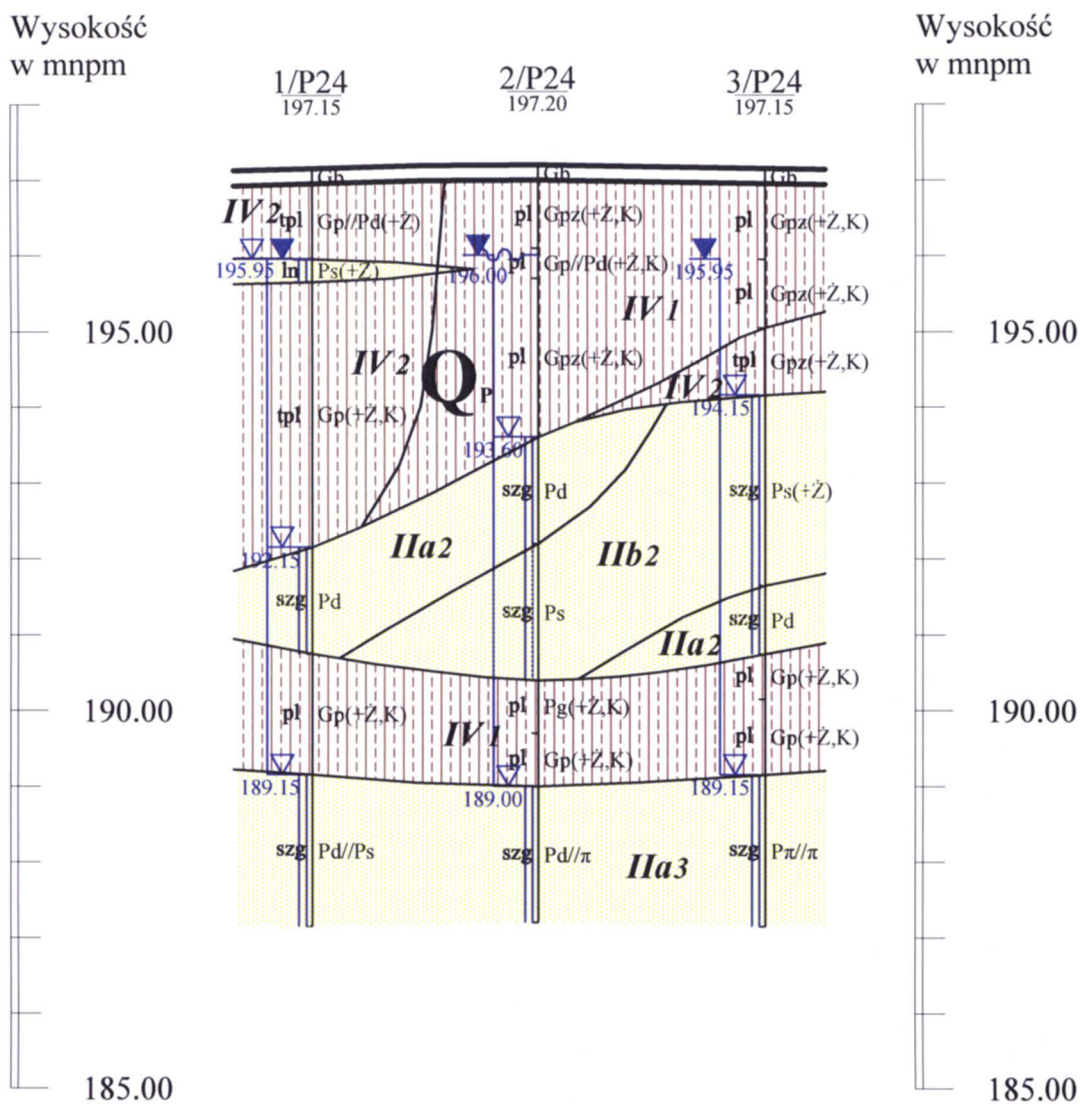 Wysokość
w mnpm
Wysokość
w mnpm
1/P24
197.15
2/P24
197.20
3/P24
197.15
Gb
Gb
Gb
IV 2
tpl
Gp//Pd(+Ż)
pl
Gpz(+Ż,K)
pl
Gpz(+Ż,K)
195.95
ln
Ps(+Ż)
196.00
pl
Gp//Pd(+Ż,K)
195.95
pl
Gpz(+Ż,K)
IV 1
195.00
195.00
IV 2
QP
pl
Gpz(+Ż,K)
tpl
Gpz(+Ż,K)
IV 2
194.15
tpl
Gp(+Ż,K)
193.60
szg
Pd
szg
Ps(+Ż)
IIa2
IIb2
192.15
szg
Pd
szg
Ps
szg
Pd
IIa2
pl
Gp(+Ż,K)
190.00
190.00
pl
Gp(+Ż,K)
IV 1
pl
Pg(+Ż,K)
pl
Gp(+Ż,K)
pl
Gp(+Ż,K)
189.15
189.00
189.15
szg
Pd//Ps
szg
Pd//π
szg
Pπ//π
IIa3
185.00
185.00